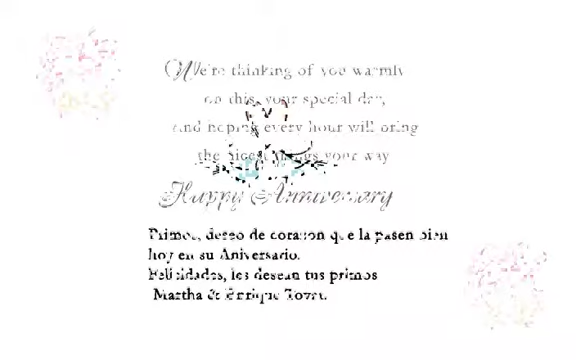 We're thinking of you warmly
on this, your special day,
and hoping every hour will bring
the nicest things your way
Happy Anniversary
Primos, deseo de corazon que la pasen bien
hoy en su Aniversario.
Felicidades, les desean tus primos
Martha & Enrique